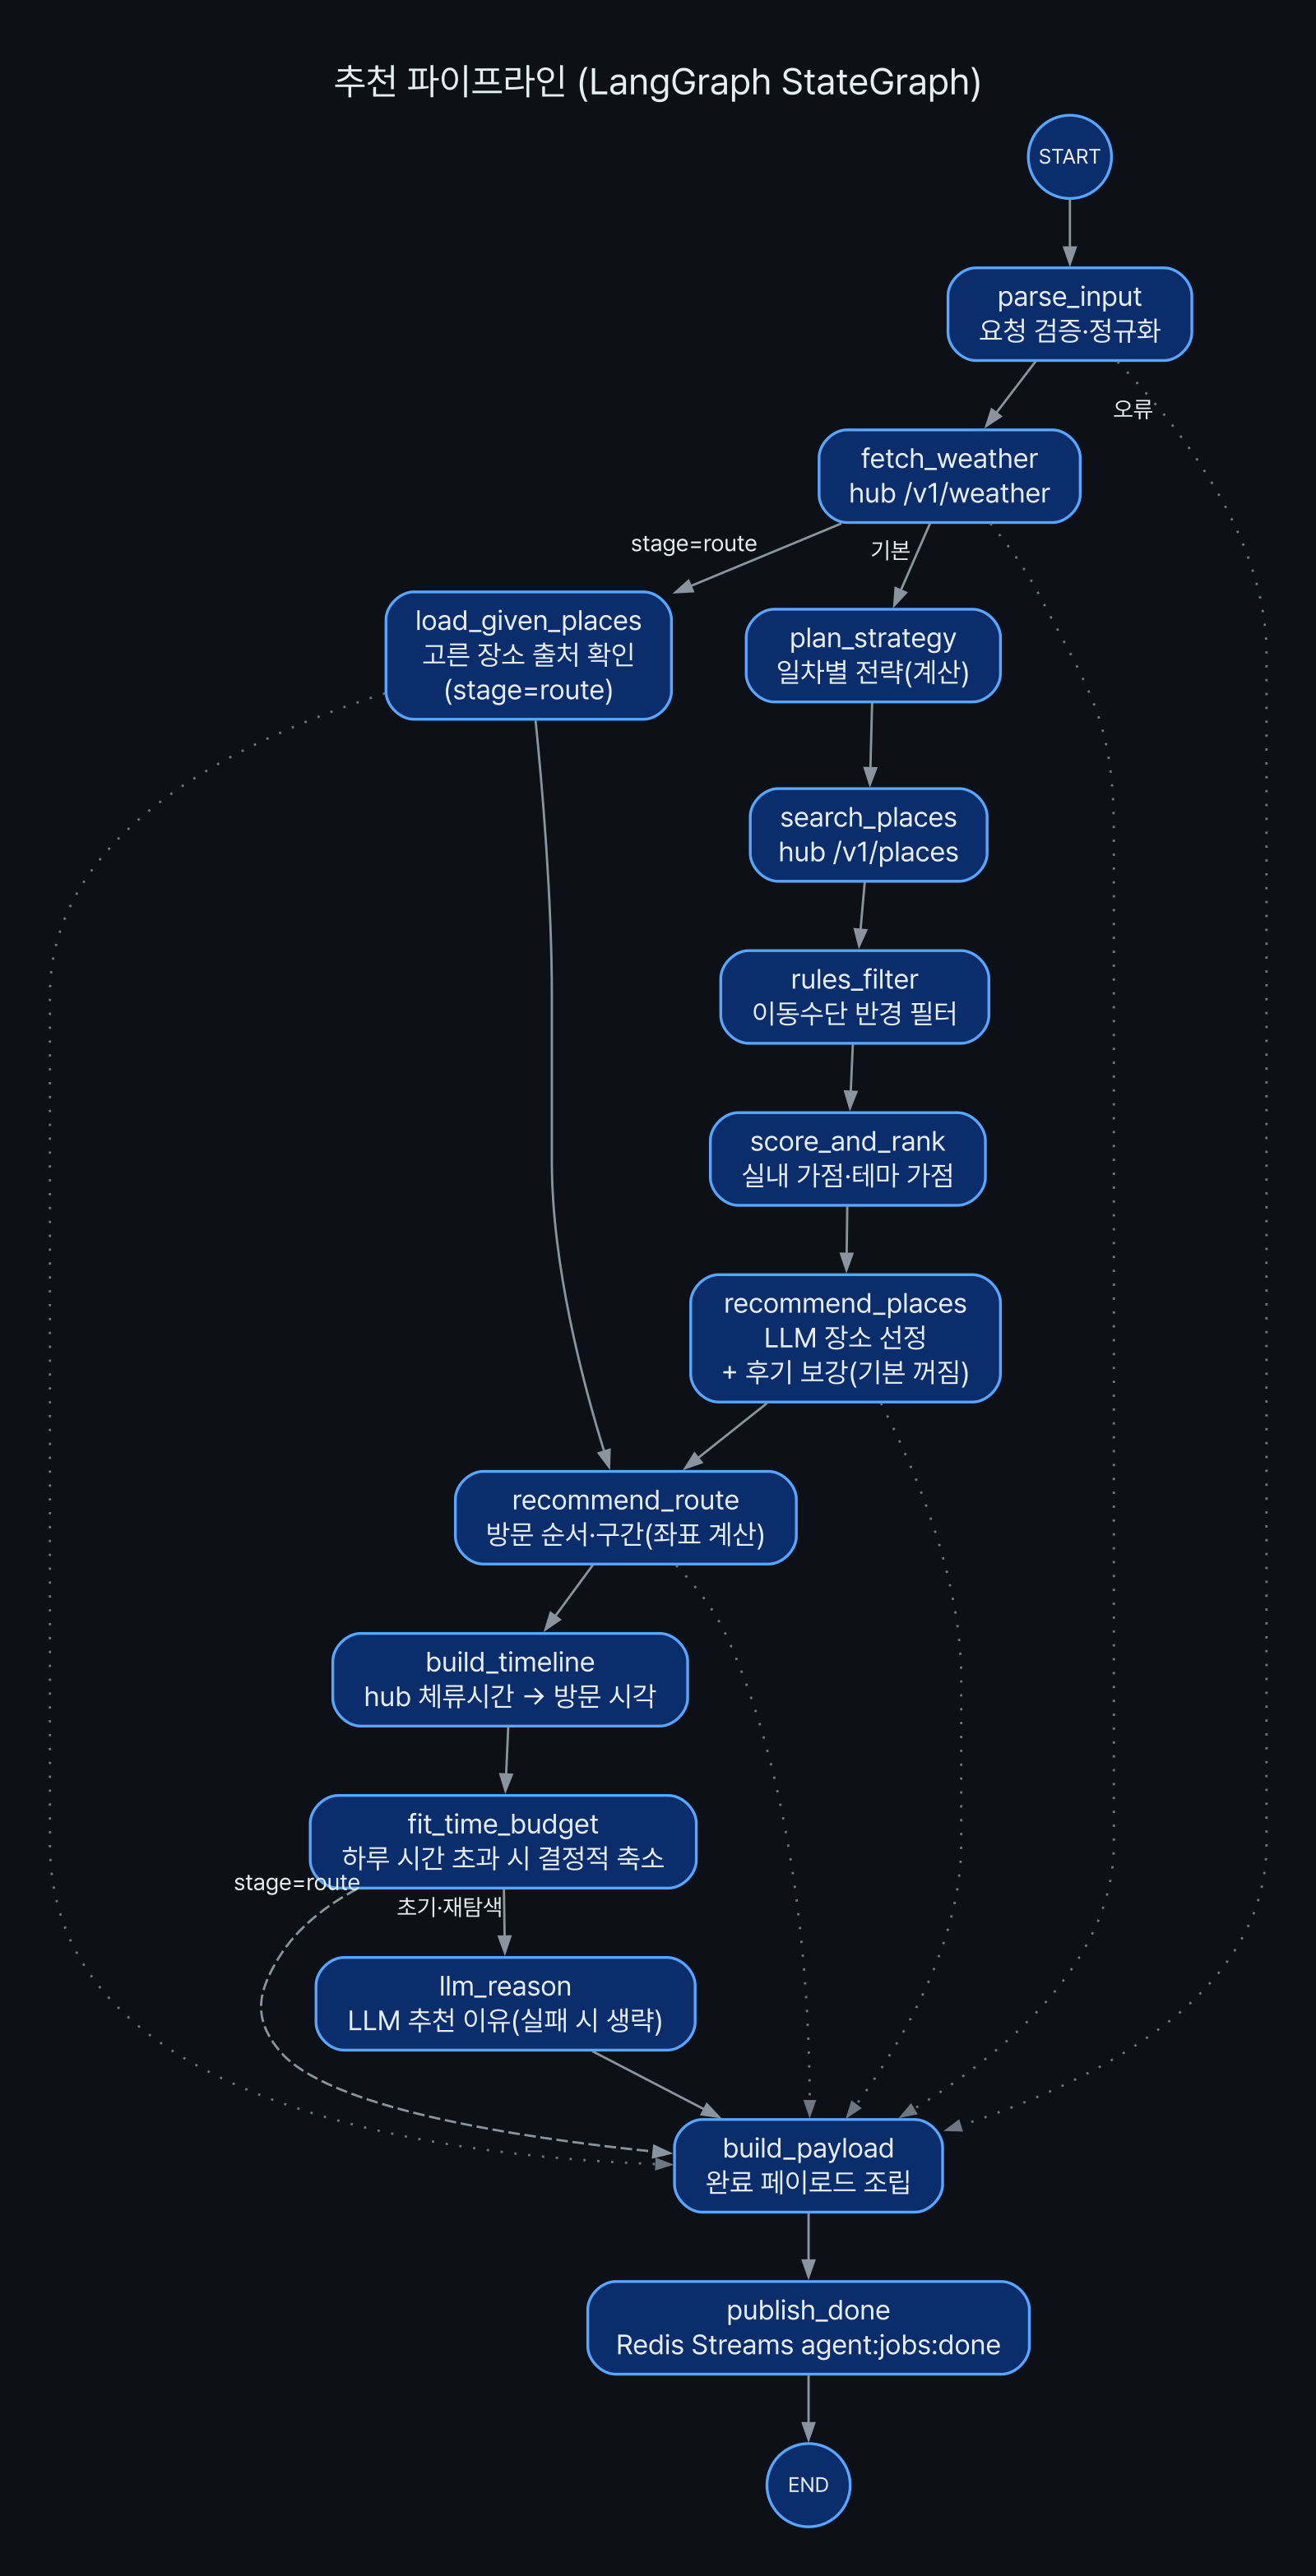 추천 파이프라인 (LangGraph StateGraph)
START
parse_input
요청 검증·정규화
오류
fetch_weather
hub /v1/weather
stage=route
기본
load_given_places
고른 장소 출처 확인
(stage=route)
plan_strategy
일차별 전략(계산)
search_places
hub /v1/places
rules_filter
이동수단 반경 필터
score_and_rank
실내 가점·테마 가점
recommend_places
LLM 장소 선정
+ 후기 보강(기본 꺼짐)
recommend_route
방문 순서·구간(좌표 계산)
build_timeline
hub 체류시간 → 방문 시각
fit_time_budget
하루 시간 초과 시 결정적 축소
stage=route
초기·재탐색
llm_reason
LLM 추천 이유(실패 시 생략)
build_payload
완료 페이로드 조립
publish_done
Redis Streams agent:jobs:done
END